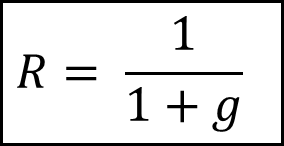 R = 1 / (1 + g)